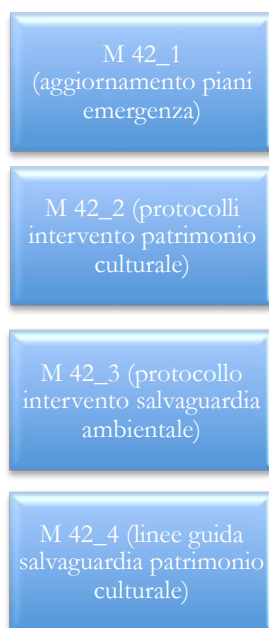 M 42_1
(aggiornamento piani
emergenza)
M 42_2 (protocolli
intervento patrimonio
culturale)
M 42_3 (protocollo
intervento salvaguardia
ambientale)
M 42_4 (linee guida
salvaguardia patrimonio
culturale)